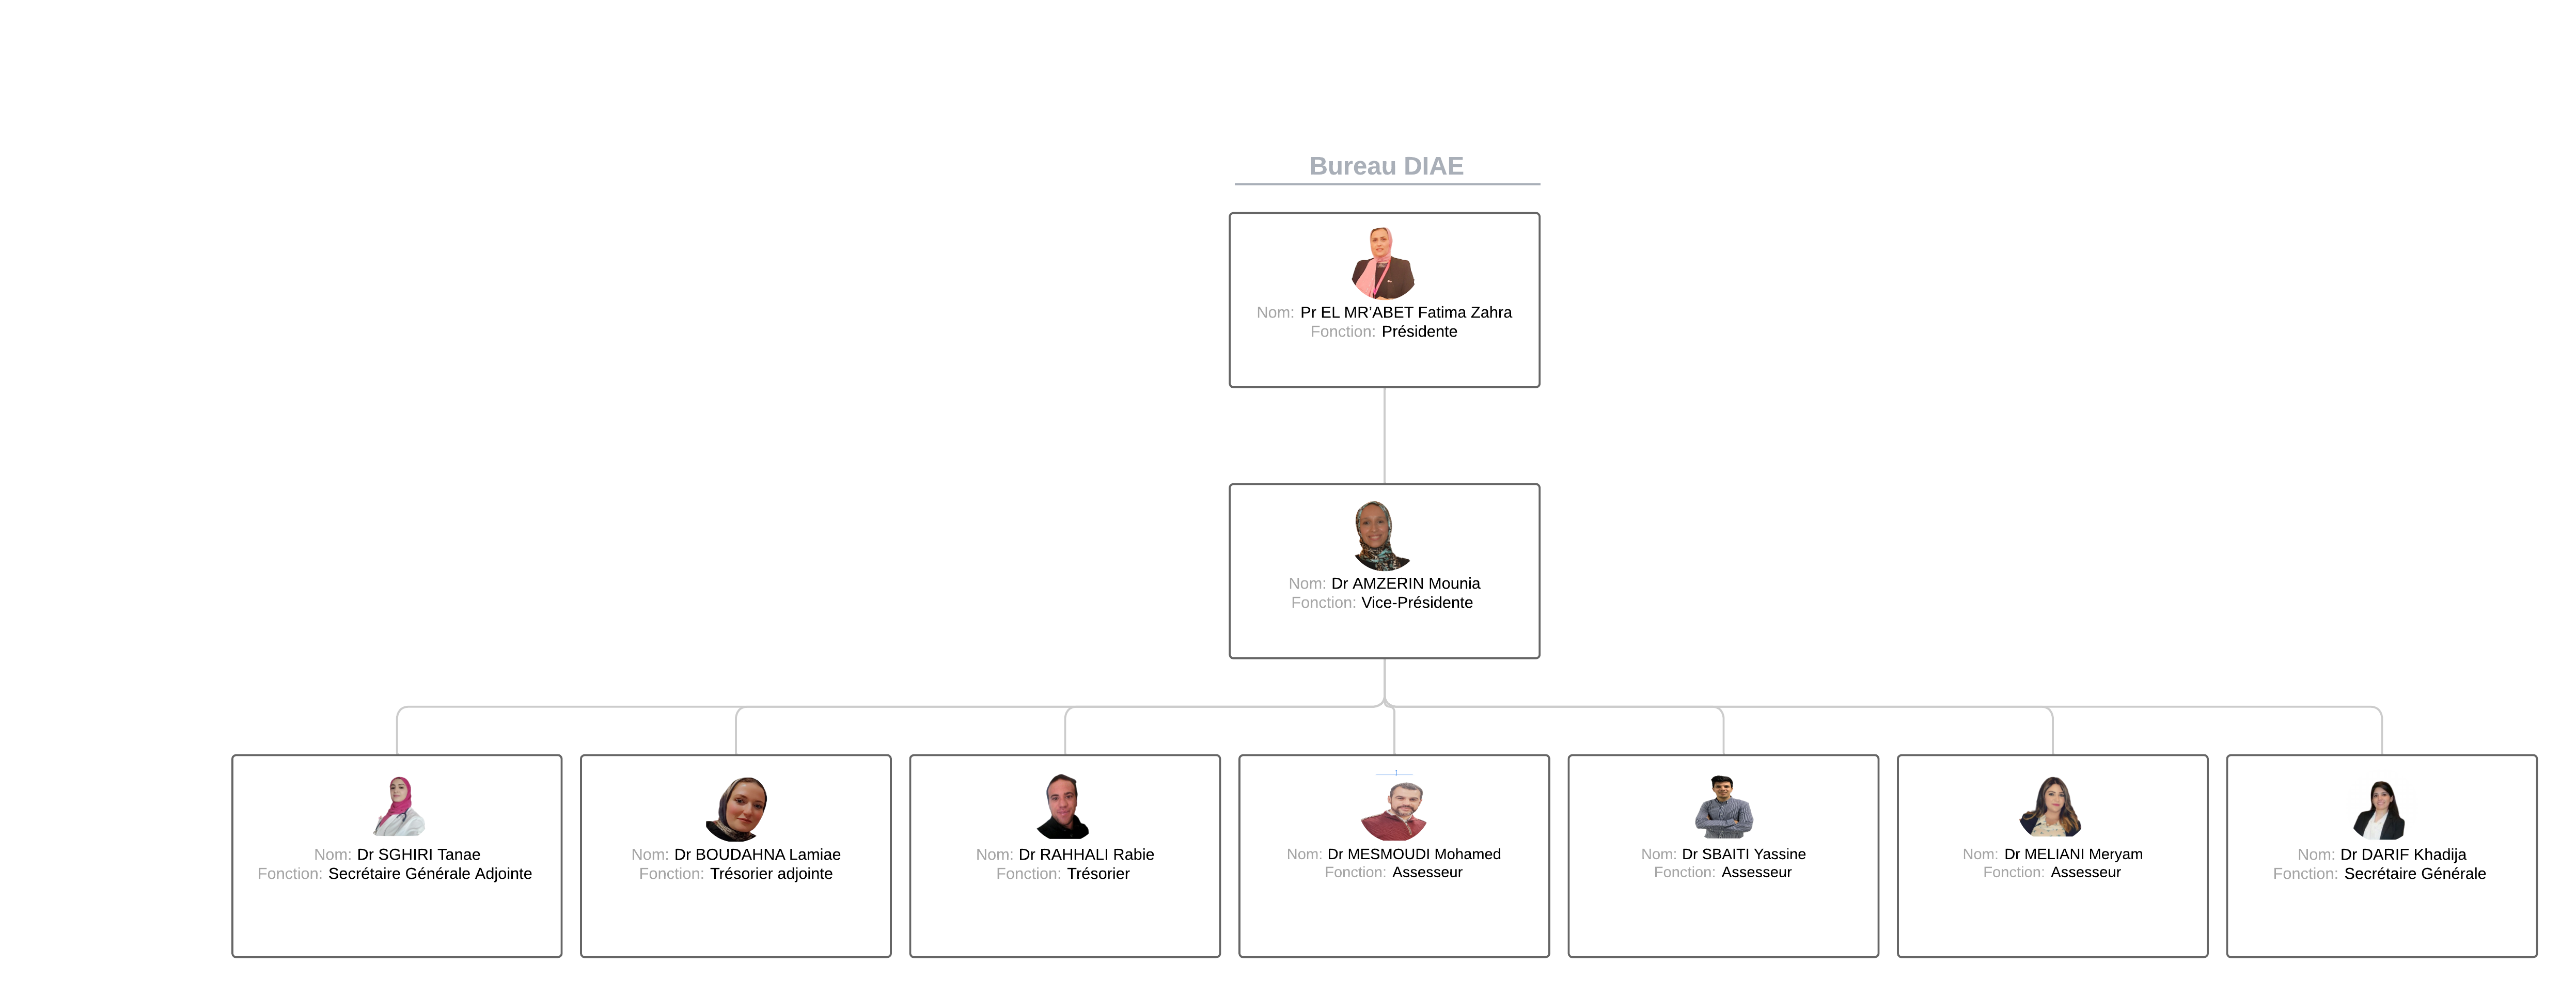 Bureau DIAE
Nom: Pr EL MR'ABET Fatima Zahra
Fonction: Présidente
Nom: Dr AMZERIN Mounia
Fonction: Vice-Présidente
Nom: Dr SGHIRI Tanae
Fonction: Secrétaire Générale Adjointe
Nom: Dr BOUDAHNA Lamiae
Fonction: Trésorier adjointe
Nom: Dr RAHHALI Rabie
Fonction: Trésorier
Nom: Dr MESMOUDI Mohamed
Fonction: Assesseur
Nom: Dr SBAITI Yassine
Fonction: Assesseur
Nom: Dr MELIANI Meryam
Fonction: Assesseur
Nom: Dr DARIF Khadija
Fonction: Secrétaire Générale